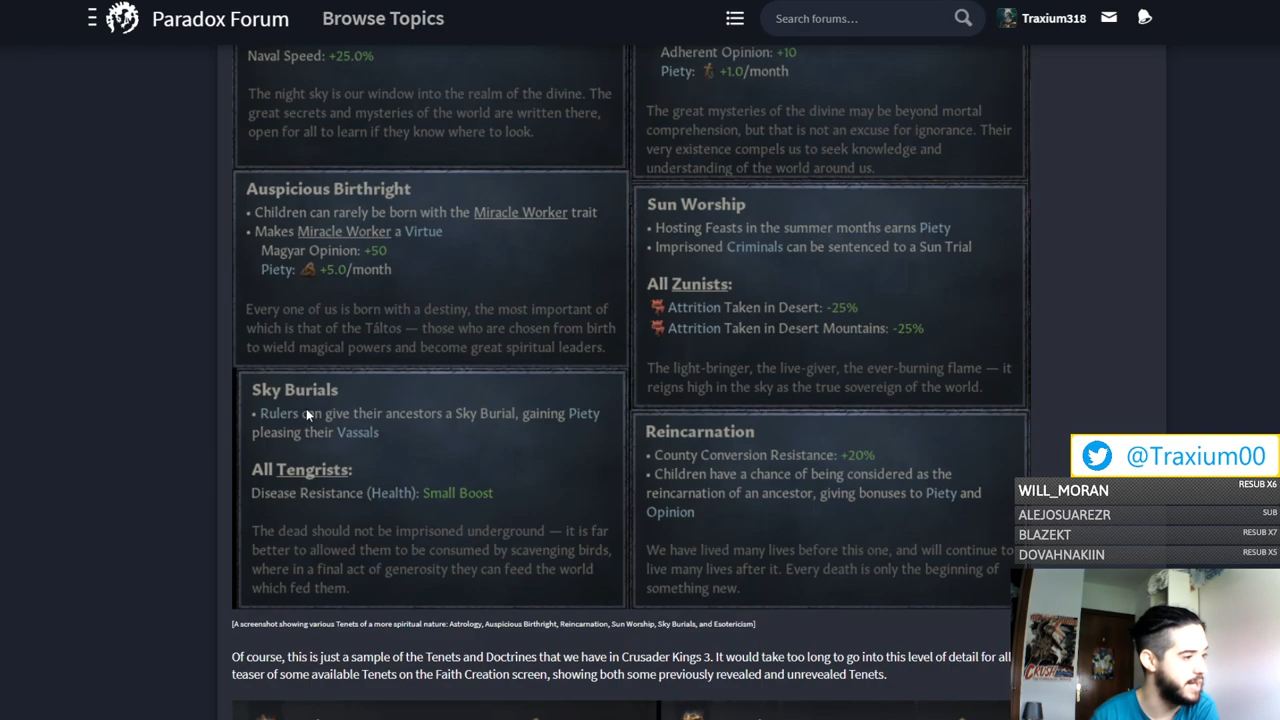 Paradox Forum
Browse Topics
Search forums...
Traxium318
Naval Speed: +25.0%
The night sky is our window into the realm of the divine. The
great secrets and mysteries of the world are written there,
open for all to learn if they know where to look.
Adherent Opinion: +10
Piety: +1.0/month
The great mysteries of the divine may be beyond mortal
comprehension, but that is not an excuse for ignorance. Their
very existence compels us to seek knowledge and
understanding of the world around us.
Auspicious Birthright
• Children can rarely be born with the Miracle Worker trait
• Makes Miracle Worker a Virtue
Magyar Opinion: +50
Piety: +5.0/month
Every one of us is born with a destiny, the most important of
which is that of the Táltos — those who are chosen from birth
to wield magical powers and become great spiritual leaders.
Sun Worship
• Hosting Feasts in the summer months earns Piety
• Imprisoned Criminals can be sentenced to a Sun Trial
All Zunists:
Attrition Taken in Desert: -25%
Attrition Taken in Desert Mountains: -25%
The light-bringer, the live-giver, the ever-burning flame — it
reigns high in the sky as the true sovereign of the world.
Sky Burials
• Rulers can give their ancestors a Sky Burial, gaining Piety
pleasing their Vassals
All Tengrists:
Disease Resistance (Health): Small Boost
The dead should not be imprisoned underground — it is far
better to allowed them to be consumed by scavenging birds,
where in a final act of generosity they can feed the world
which fed them.
Reincarnation
• County Conversion Resistance: +20%
• Children have a chance of being considered as the
reincarnation of an ancestor, giving bonuses to Piety and
Opinion
We have lived many lives before this one, and will continue to
live many lives after it. Every death is only the beginning of
something new.
[A screenshot showing various Tenets of a more spiritual nature: Astrology, Auspicious Birthright, Reincarnation, Sun Worship, Sky Burials, and Esotericism]
Of course, this is just a sample of the Tenets and Doctrines that we have in Crusader Kings 3. It would take too long to go into this level of detail for all
teaser of some available Tenets on the Faith Creation screen, showing both some previously revealed and unrevealed Tenets.
@Traxium00
WILL_MORAN RESUB X6
ALEJOSUAREZR SUB
BLAZEKT RESUB X7
DOVAHNAKIIN RESUB X5